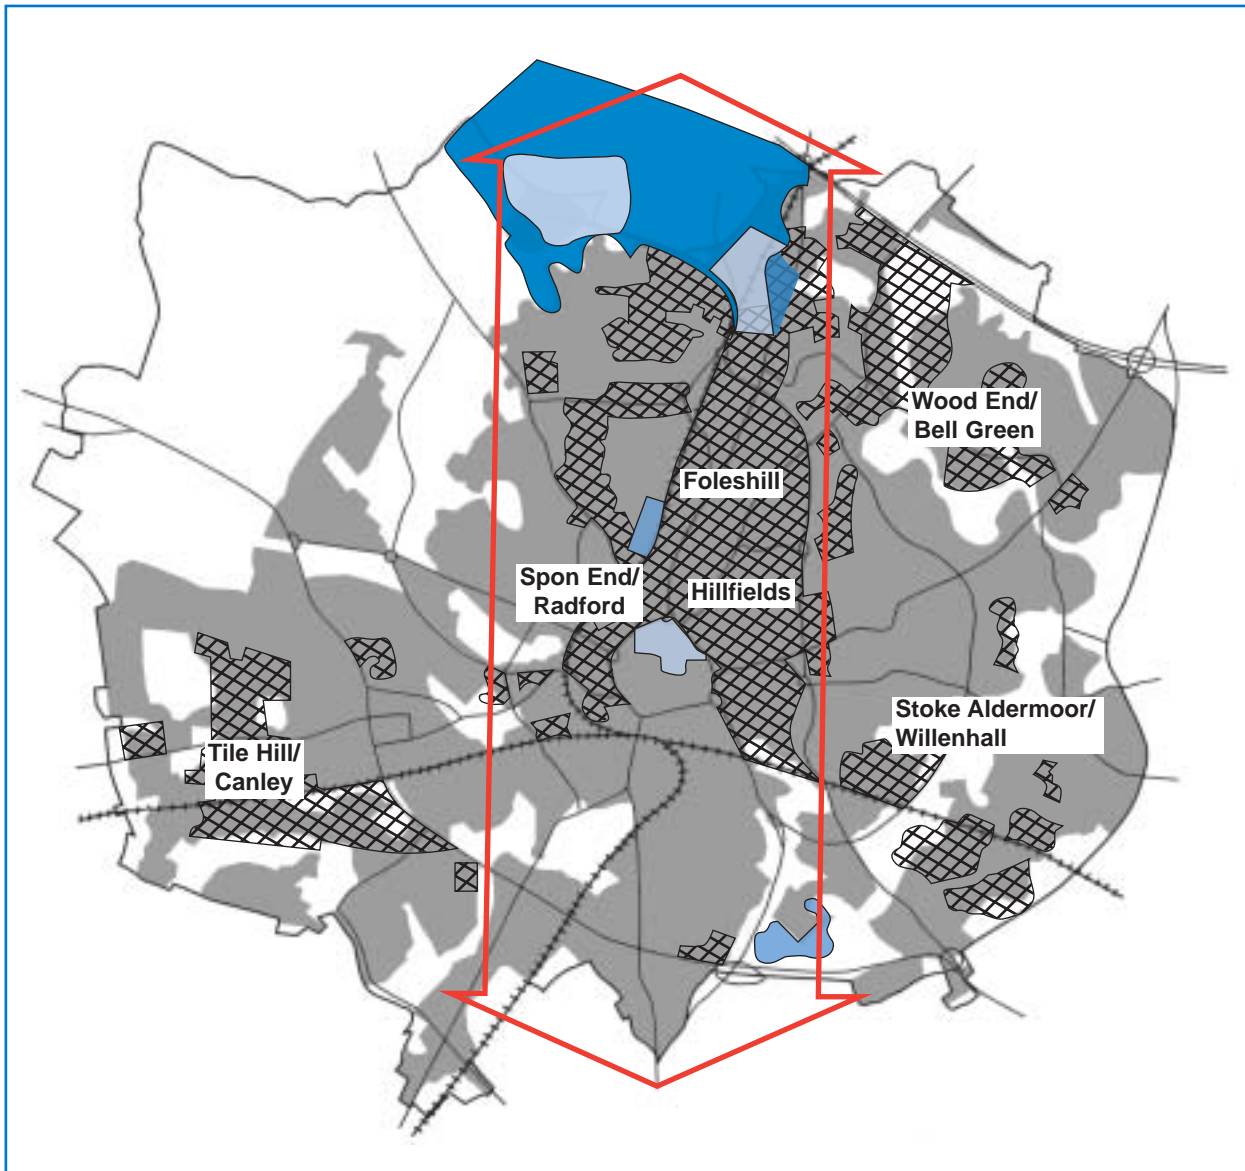 Wood End/
Bell Green
Foleshill
Spon End/
Radford
Hillfields
Stoke Aldermoor/
Willenhall
Tile Hill/
Canley